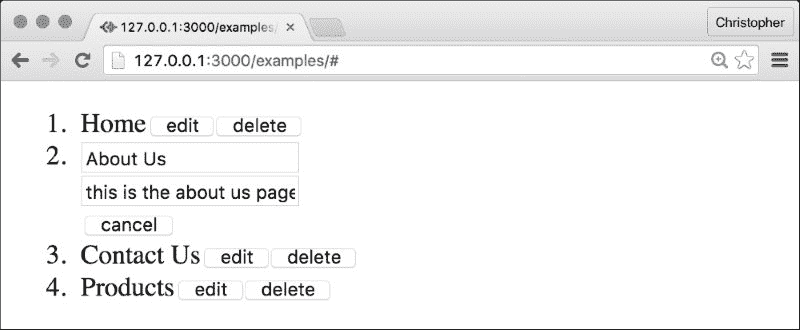 127.0.0.1:3000/examples/
Christopher
127.0.0.1:3000/examples/#
1. Home edit delete
2. About Us
this is the about us page
cancel
3. Contact Us edit delete
4. Products edit delete